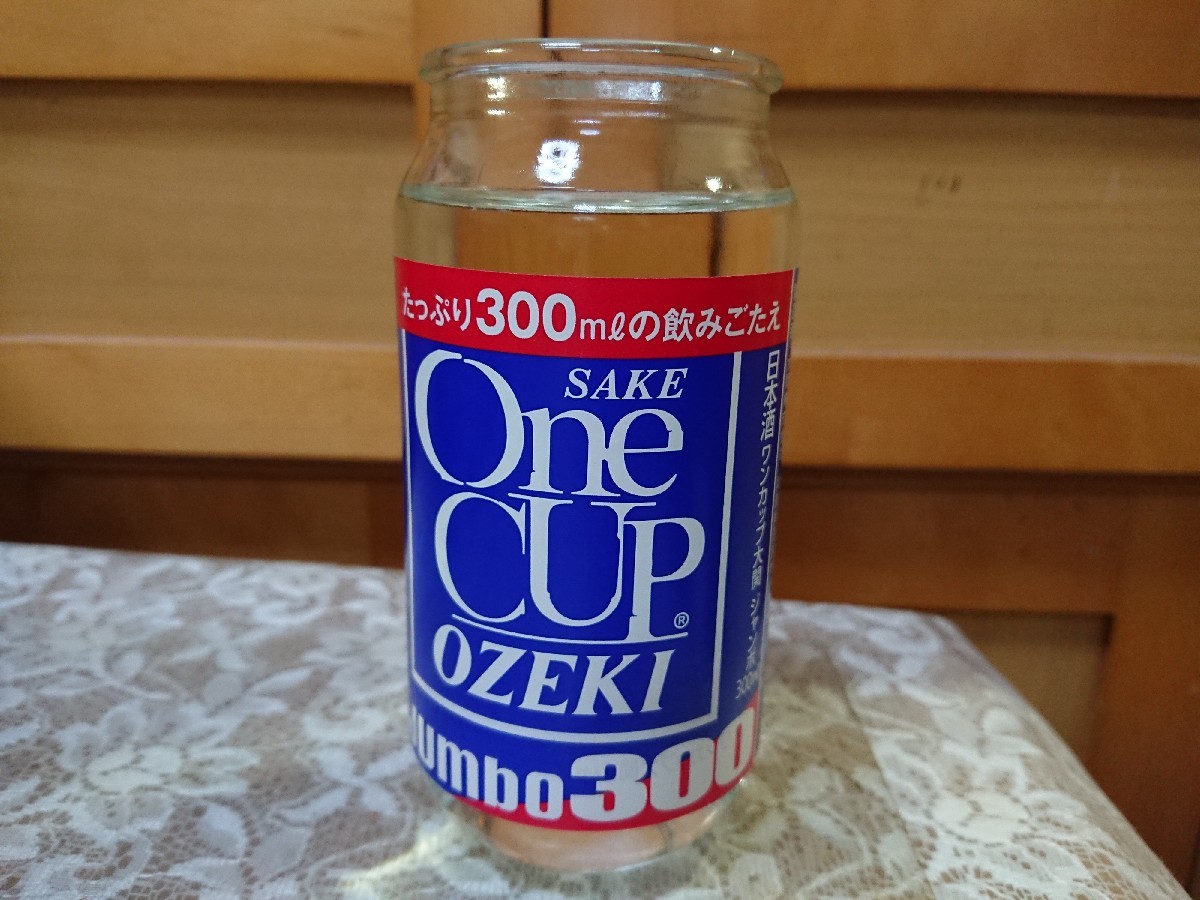 たっぷり300mlの飲みごたえ
SAKE
One
CUP®
OZEKI
Jumbo300
日本酒 ワンカップ大関 ジャンボ 300ml